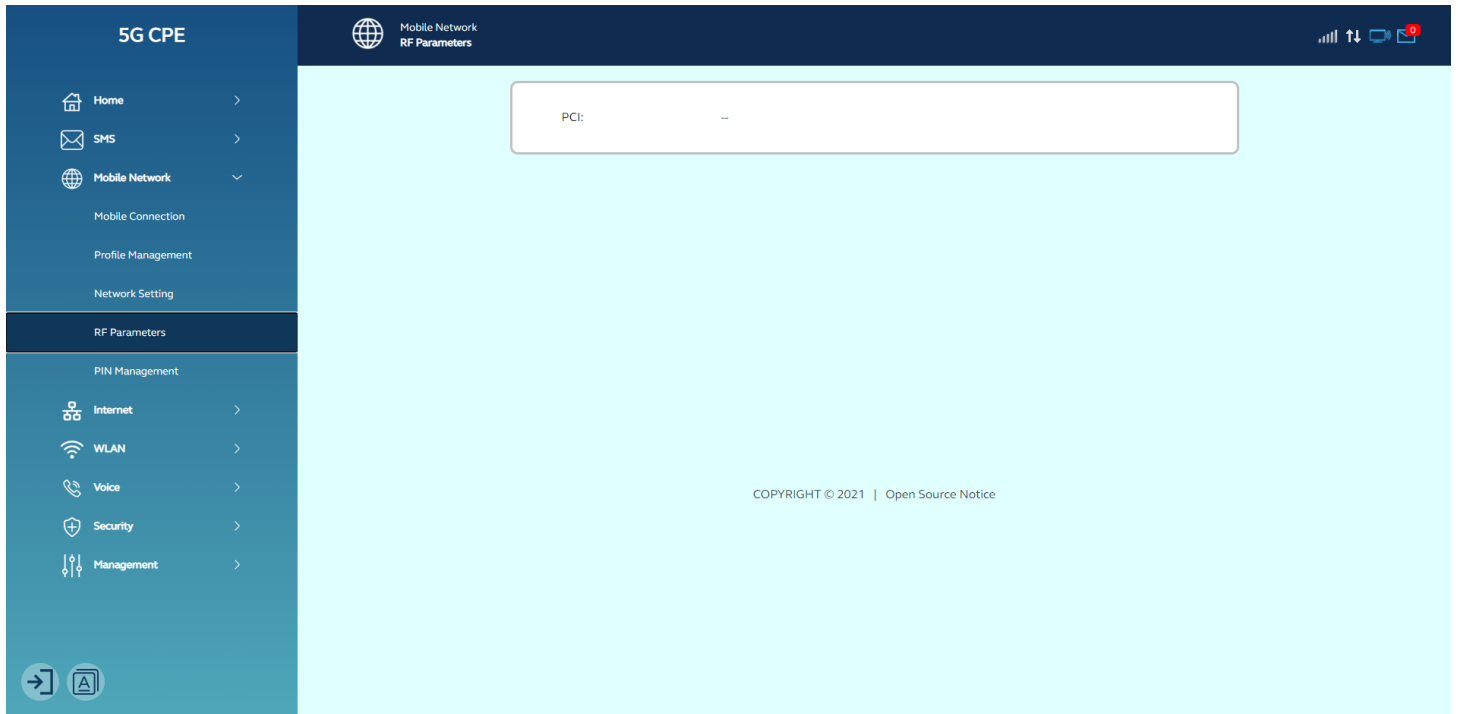 5G CPE
Mobile Network
RF Parameters
0
Home
SMS
Mobile Network
Mobile Connection
Profile Management
Network Setting
RF Parameters
PIN Management
Internet
WLAN
Voice
Security
Management
A
PCI: --
COPYRIGHT © 2021 | Open Source Notice